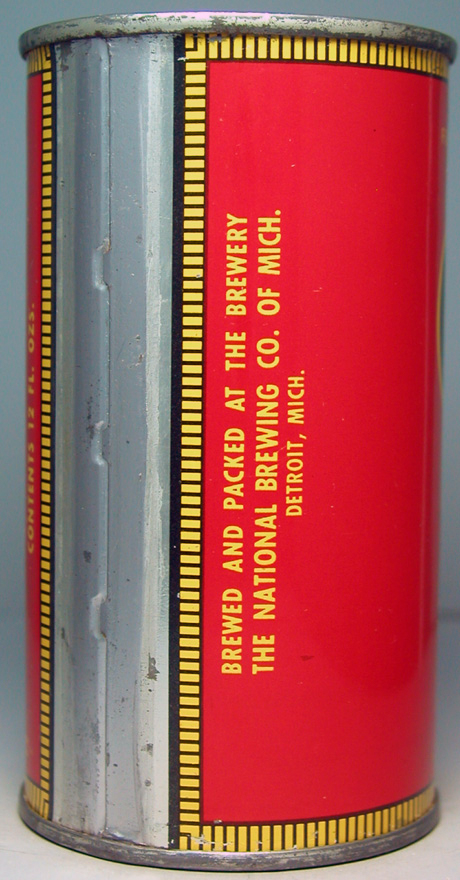 CONTENTS 12 FL. OZS.
BREWED AND PACKED AT THE BREWERY
THE NATIONAL BREWING CO. OF MICH.
DETROIT, MICH.